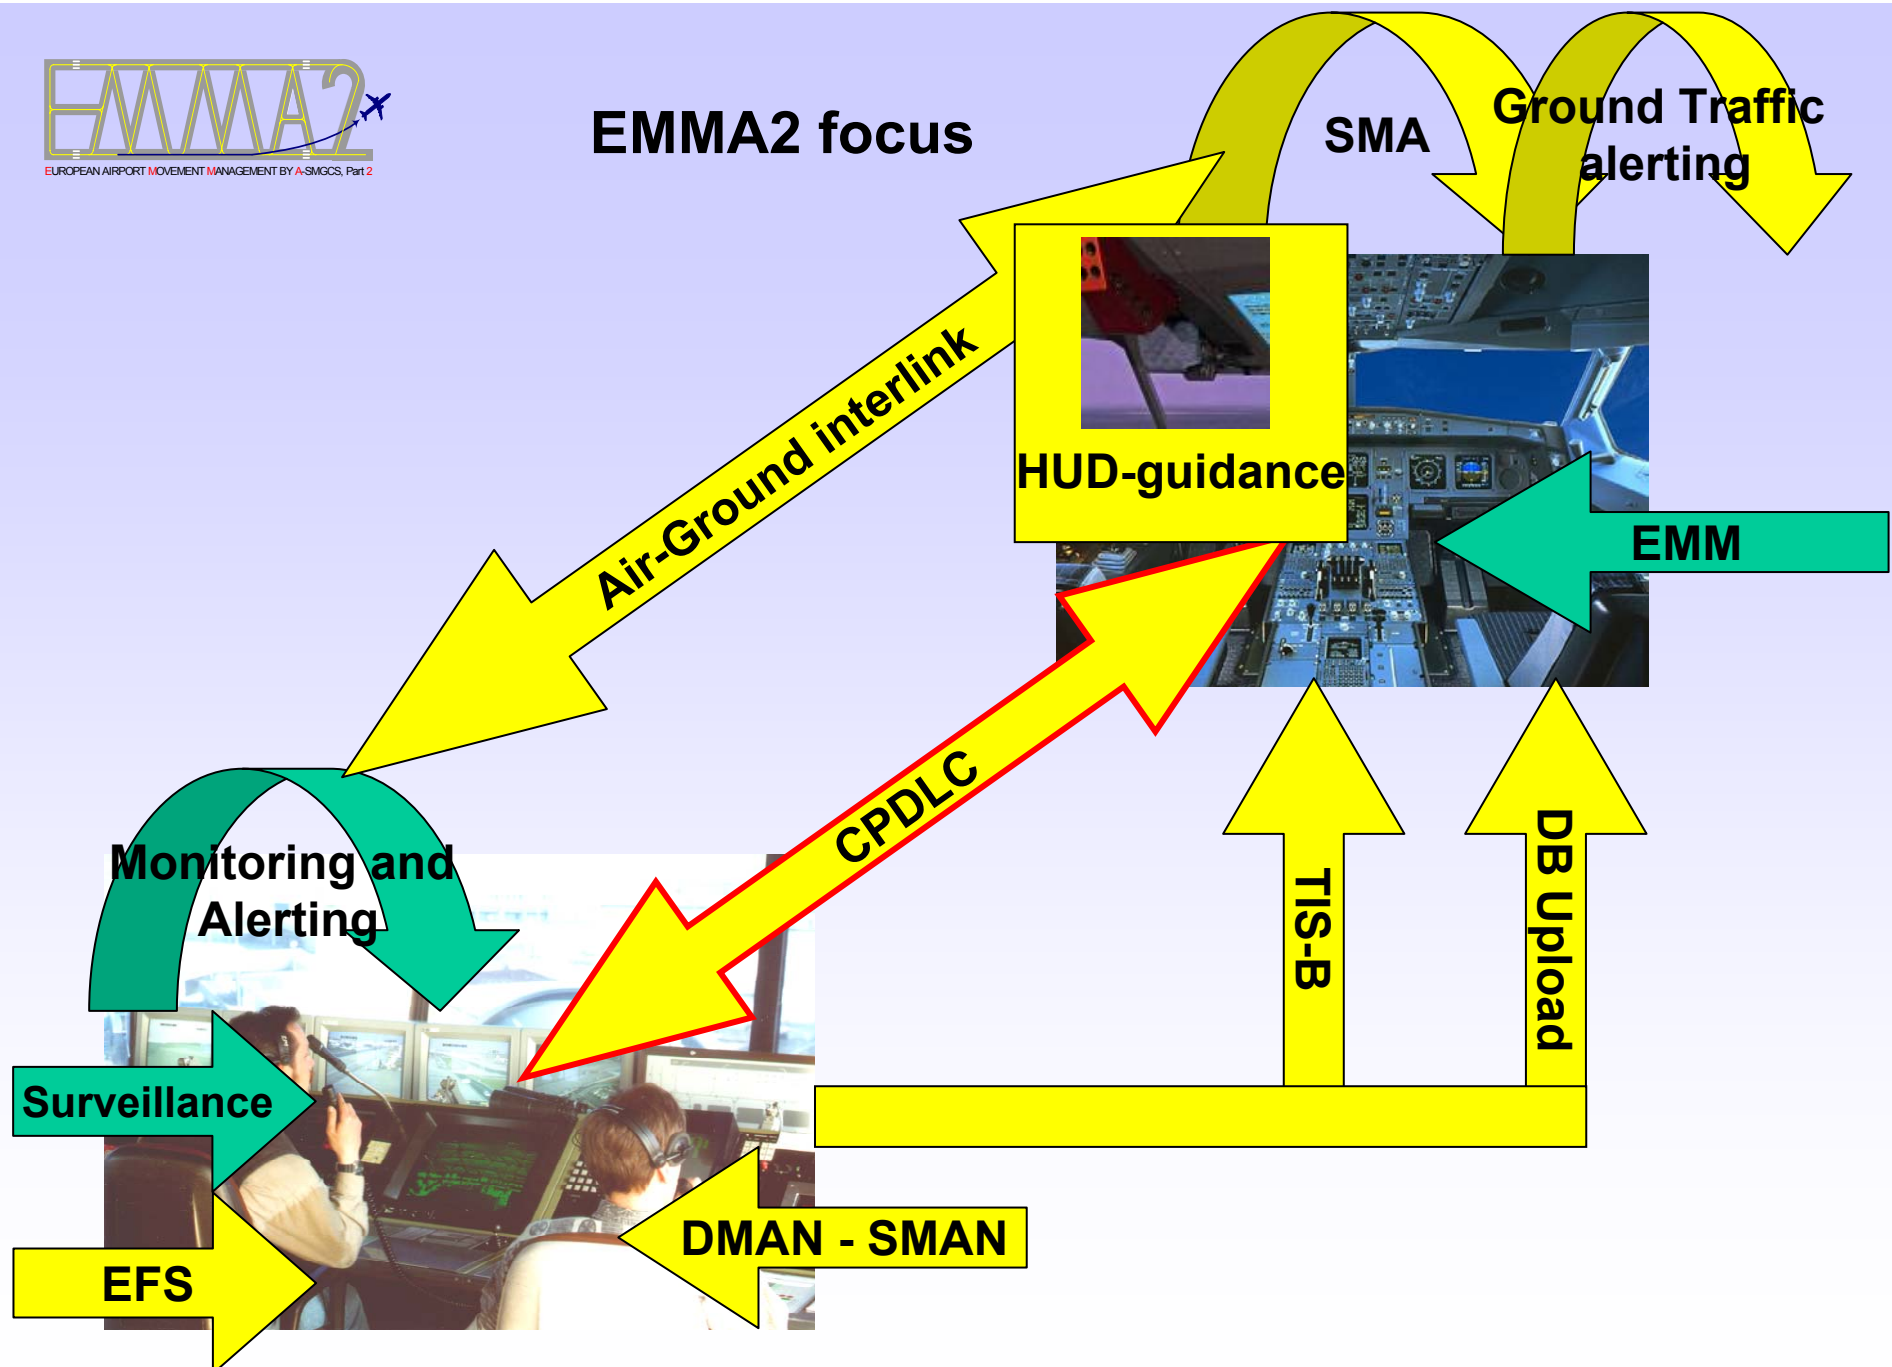 EMMA2
EUROPEAN AIRPORT MOVEMENT MANAGEMENT BY A-SMGCS, Part 2
EMMA2 focus
SMA
Ground Traffic
alerting
Air-Ground interlink
HUD-guidance
EMM
CPDLC
Monitoring and
Alerting
TIS-B
DB Upload
Surveillance
DMAN - SMAN
EFS